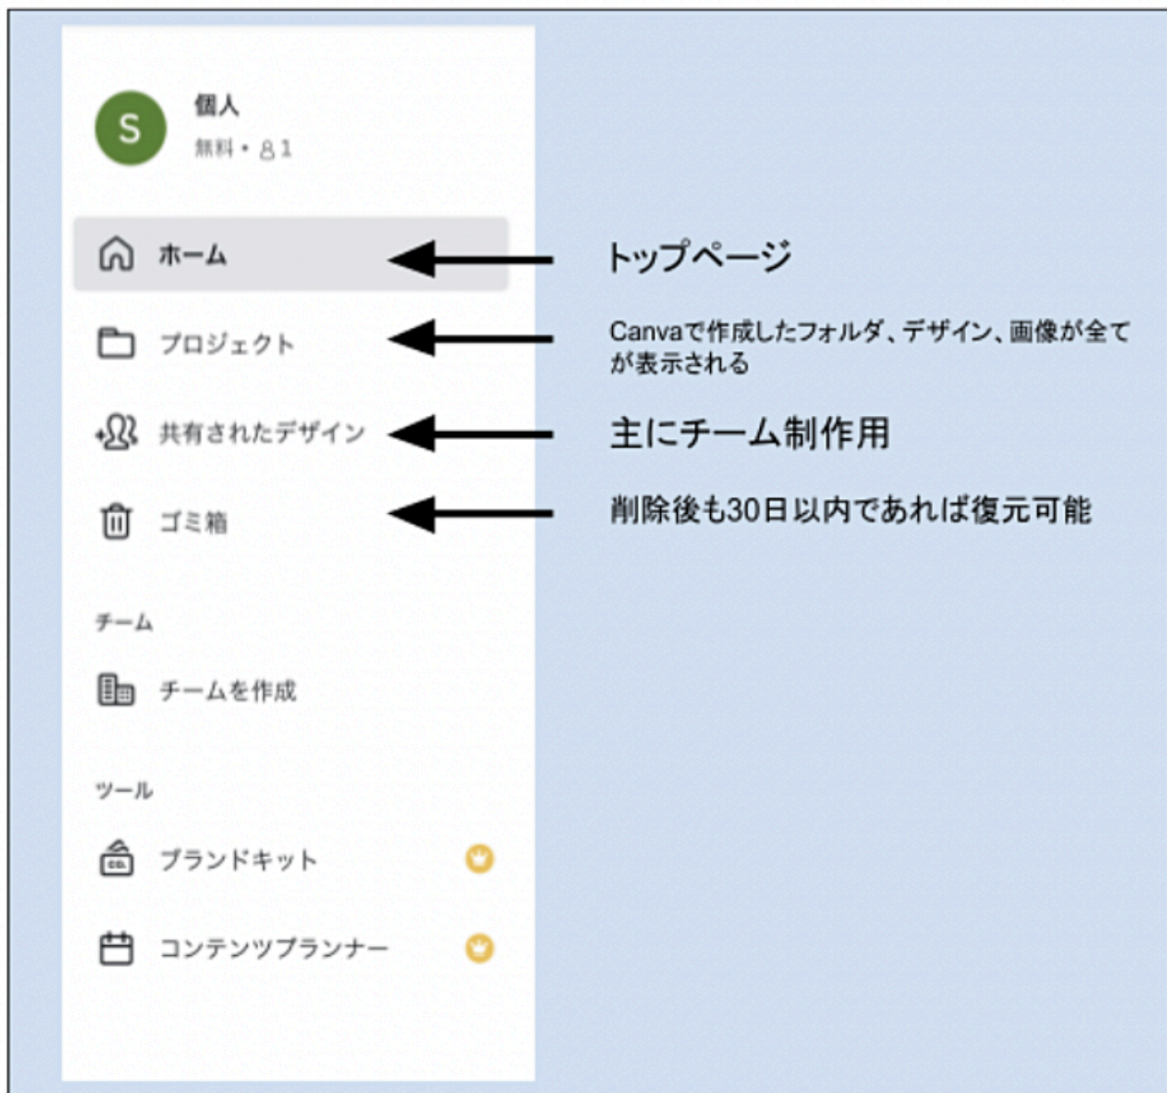 S
個人
無料・1
ホーム
トップページ
プロジェクト
Canvaで作成したフォルダ、デザイン、画像が全て
が表示される
共有されたデザイン
主にチーム制作用
ゴミ箱
削除後も30日以内であれば復元可能
チーム
チームを作成
ツール
CO.
ブランドキット
コンテンツプランナー